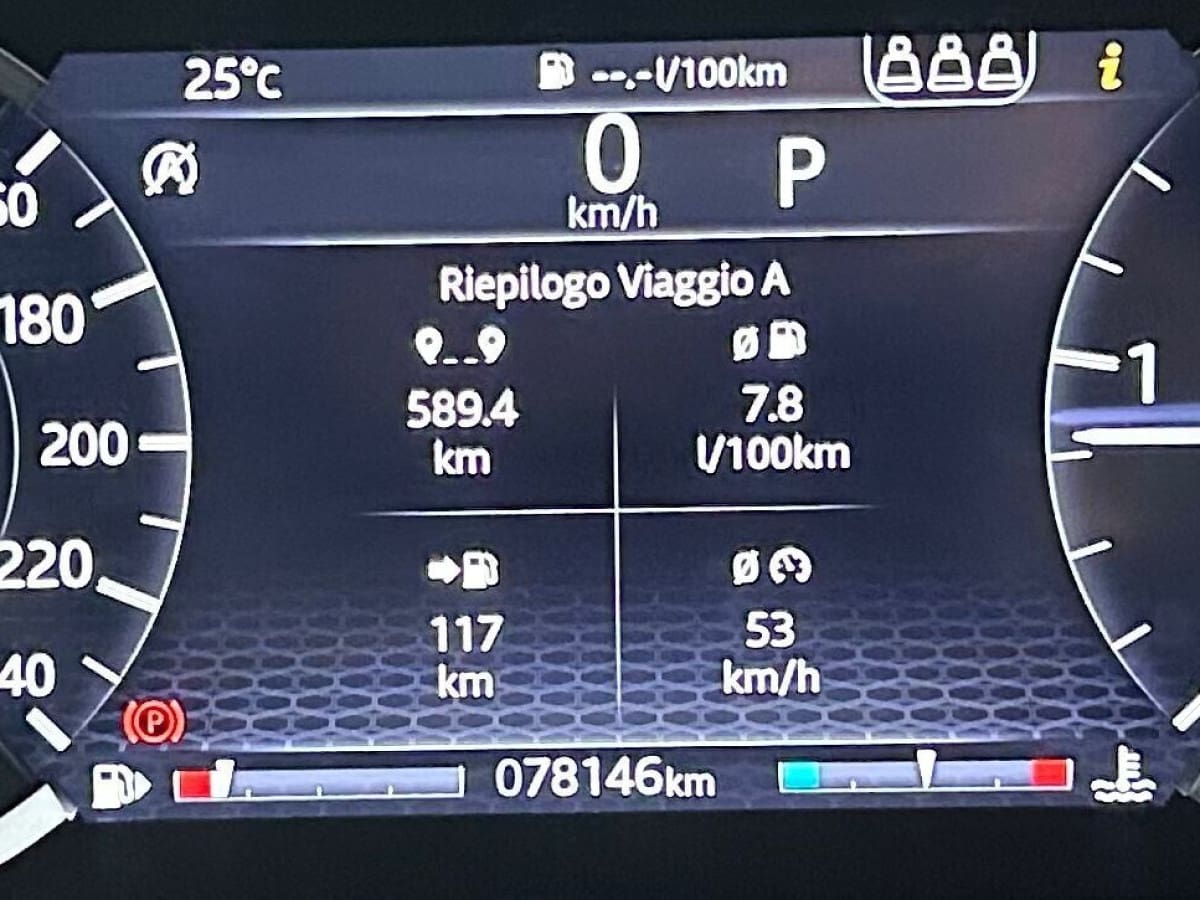 25°C
--.-l/100km
i
A
0
km/h
P
Riepilogo Viaggio A
589.4
km
Ø
7.8
l/100km
117
km
Ø
53
km/h
60
180
200
220
40
1
P
078146km